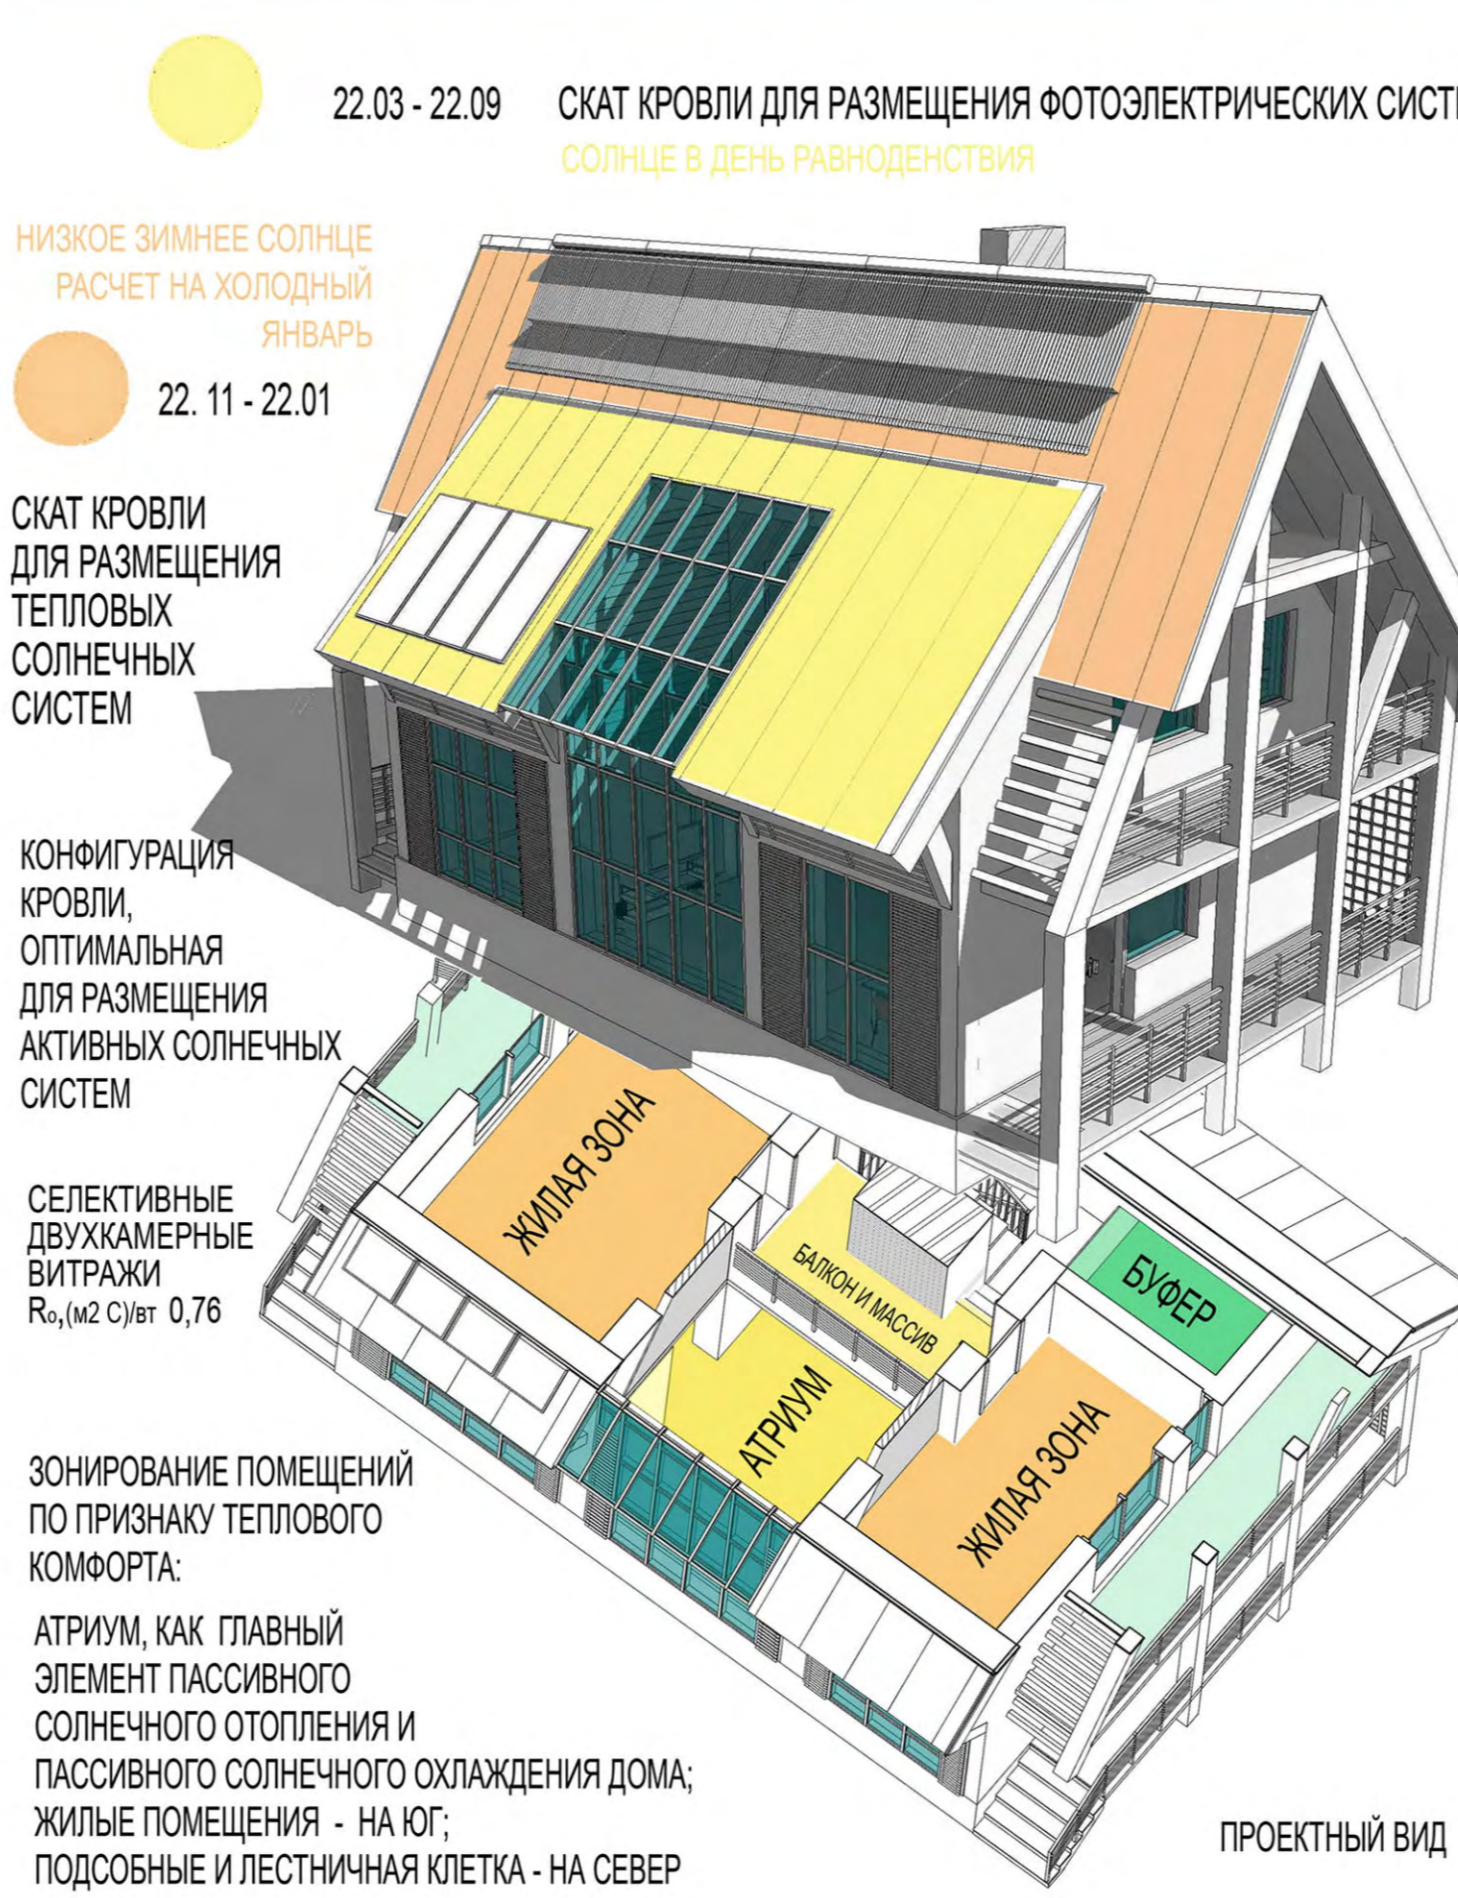 22.03 - 22.09 СКАТ КРОВЛИ ДЛЯ РАЗМЕЩЕНИЯ ФОТОЭЛЕКТРИЧЕСКИХ СИСТ
СОЛНЦЕ В ДЕНЬ РАВНОДЕНСТВИЯ
НИЗКОЕ ЗИМНЕЕ СОЛНЦЕ
РАСЧЕТ НА ХОЛОДНЫЙ
ЯНВАРЬ
22. 11 - 22.01
СКАТ КРОВЛИ
ДЛЯ РАЗМЕЩЕНИЯ
ТЕПЛОВЫХ
СОЛНЕЧНЫХ
СИСТЕМ
КОНФИГУРАЦИЯ
КРОВЛИ,
ОПТИМАЛЬНАЯ
ДЛЯ РАЗМЕЩЕНИЯ
АКТИВНЫХ СОЛНЕЧНЫХ
СИСТЕМ
СЕЛЕКТИВНЫЕ
ДВУХКАМЕРНЫЕ
ВИТРАЖИ
Rо,(м2 С)/вт 0,76
ЖИЛАЯ ЗОНА
БАЛКОН И МАССИВ
БУФЕР
АТРИУМ
ЖИЛАЯ ЗОНА
ЗОНИРОВАНИЕ ПОМЕЩЕНИЙ
ПО ПРИЗНАКУ ТЕПЛОВОГО
КОМФОРТА:
АТРИУМ, КАК ГЛАВНЫЙ
ЭЛЕМЕНТ ПАССИВНОГО
СОЛНЕЧНОГО ОТОПЛЕНИЯ И
ПАССИВНОГО СОЛНЕЧНОГО ОХЛАЖДЕНИЯ ДОМА;
ЖИЛЫЕ ПОМЕЩЕНИЯ - НА ЮГ;
ПОДСОБНЫЕ И ЛЕСТНИЧНАЯ КЛЕТКА - НА СЕВЕР
ПРОЕКТНЫЙ ВИД